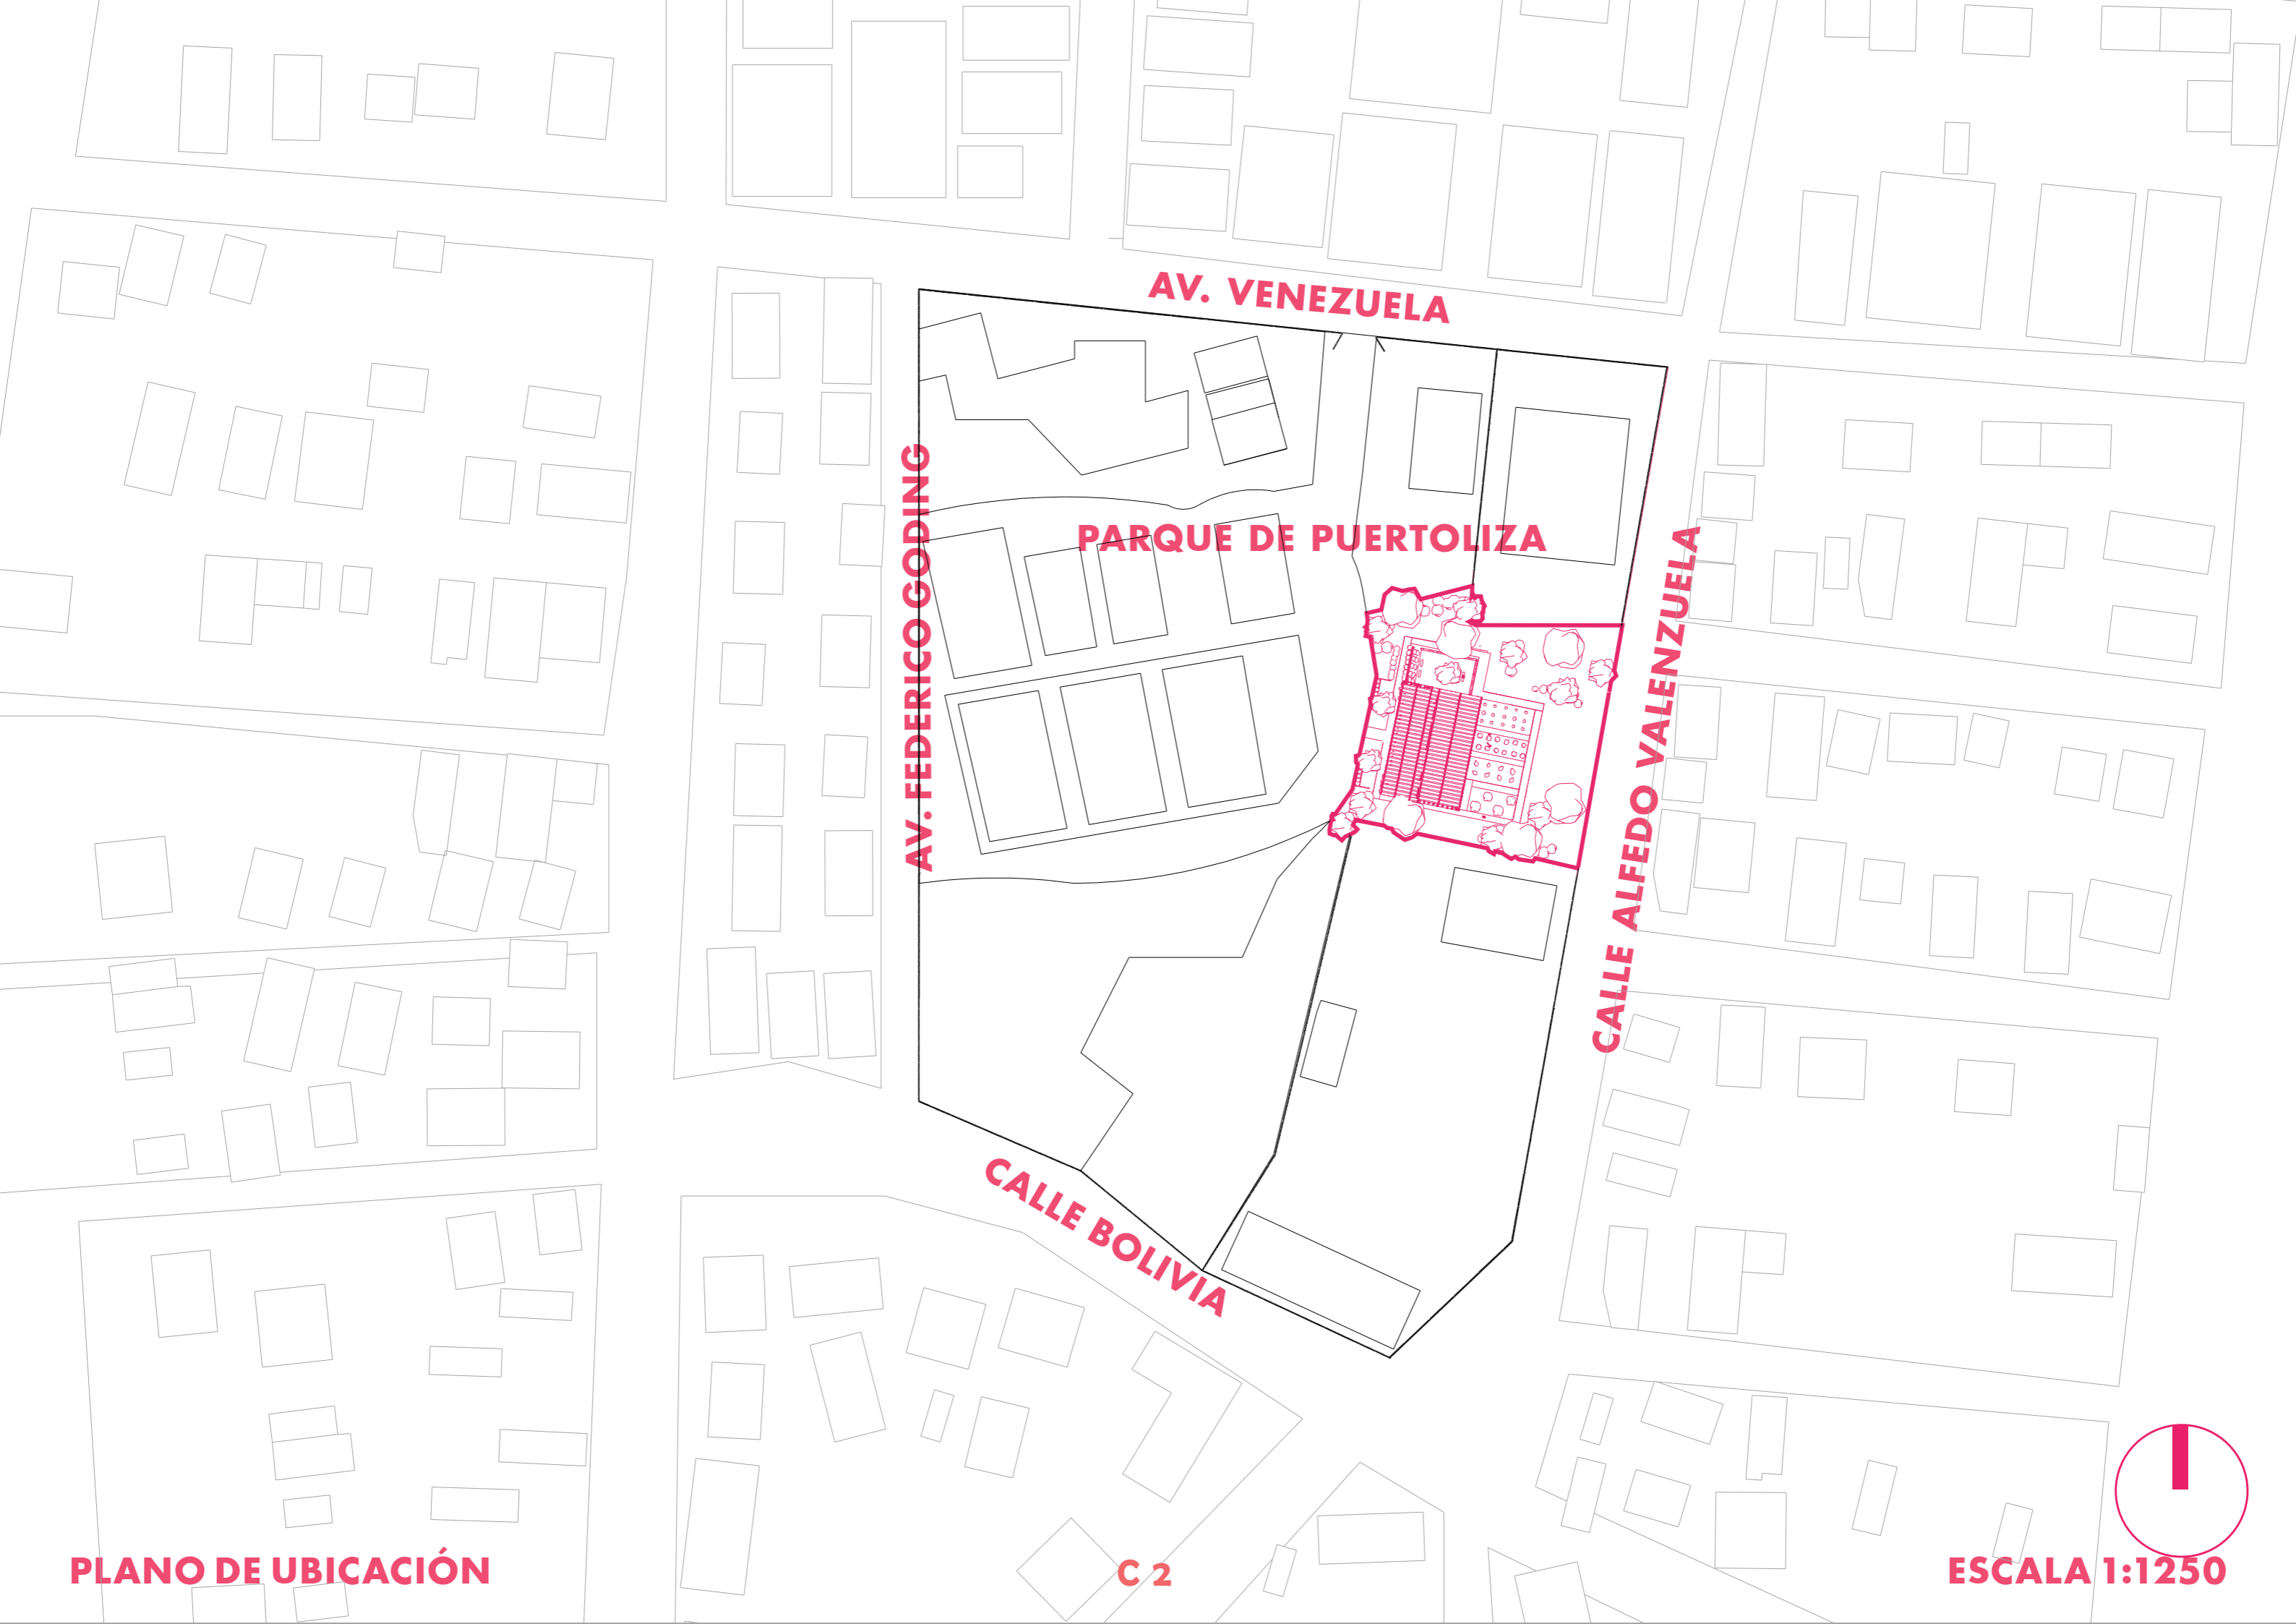 AV. VENEZUELA
PARQUE DE PUERTOLIZA
AV. FEDERICO GODING
CALLE ALFEDO VALENZUELA
CALLE BOLIVIA
PLANO DE UBICACIÓN
C 2
ESCALA 1:1250